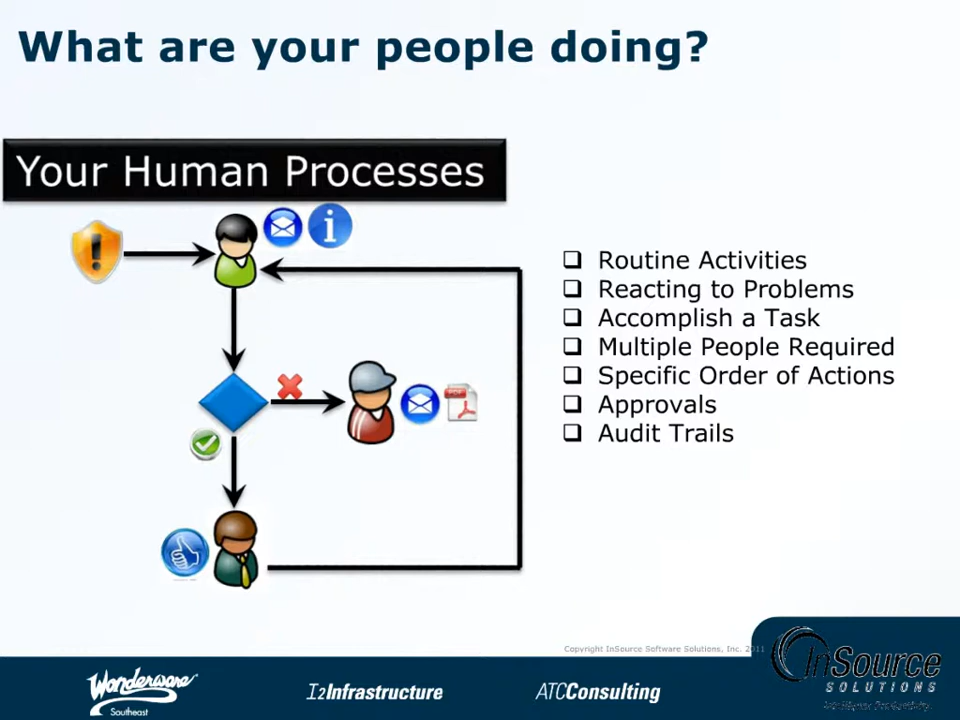 What are your people doing?
Your Human Processes
Routine Activities
Reacting to Problems
Accomplish a Task
Multiple People Required
Specific Order of Actions
Approvals
Audit Trails
Copyright InSource Software Solutions, Inc. 2011
Wonderware
Southeast
I2Infrastructure
ATCConsulting
InSource
SOLUTIONS